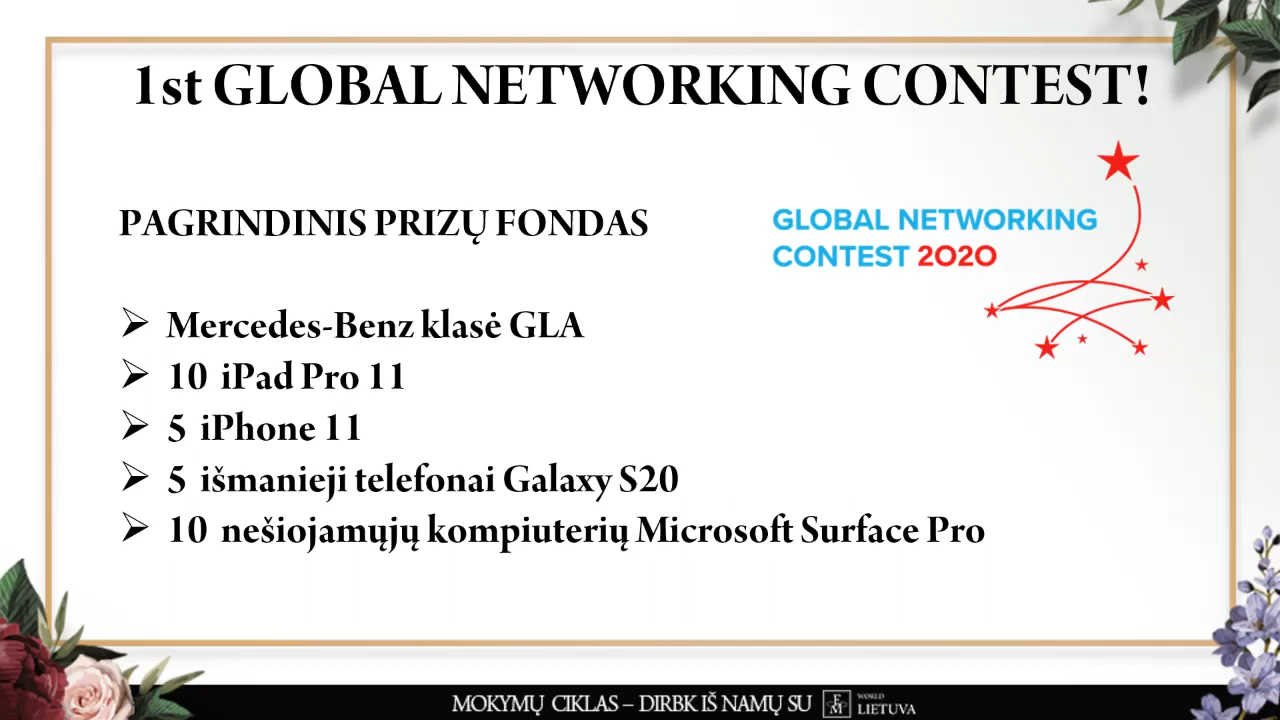 1st GLOBAL NETWORKING CONTEST!
PAGRINDINIS PRIZŲ FONDAS
GLOBAL NETWORKING
CONTEST 2020
Mercedes-Benz klasė GLA
10 iPad Pro 11
5 iPhone 11
5 išmanieji telefonai Galaxy S20
10 nešiojamųjų kompiuterių Microsoft Surface Pro
MOKYMŲ CIKLAS – DIRBK IŠ NAMŲ SU FM WORLD
LIETUVA